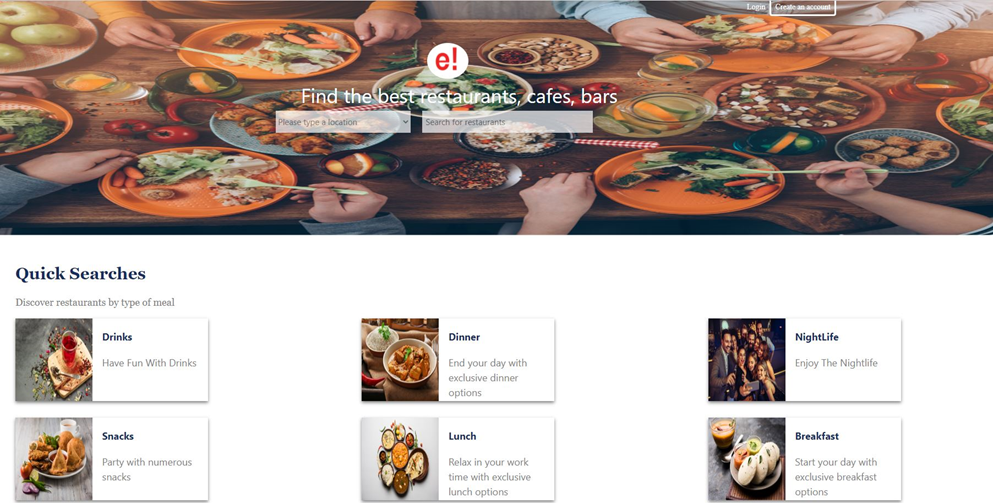 Login Create an account
e!
Find the best restaurants, cafes, bars
Please type a location Search for restaurants
Quick Searches
Discover restaurants by type of meal
Drinks
Have Fun With Drinks
Dinner
End your day with
exclusive dinner
options
NightLife
Enjoy The Nightlife
Snacks
Party with numerous
snacks
Lunch
Relax in your work
time with exclusive
lunch options
Breakfast
Start your day with
exclusive breakfast
options